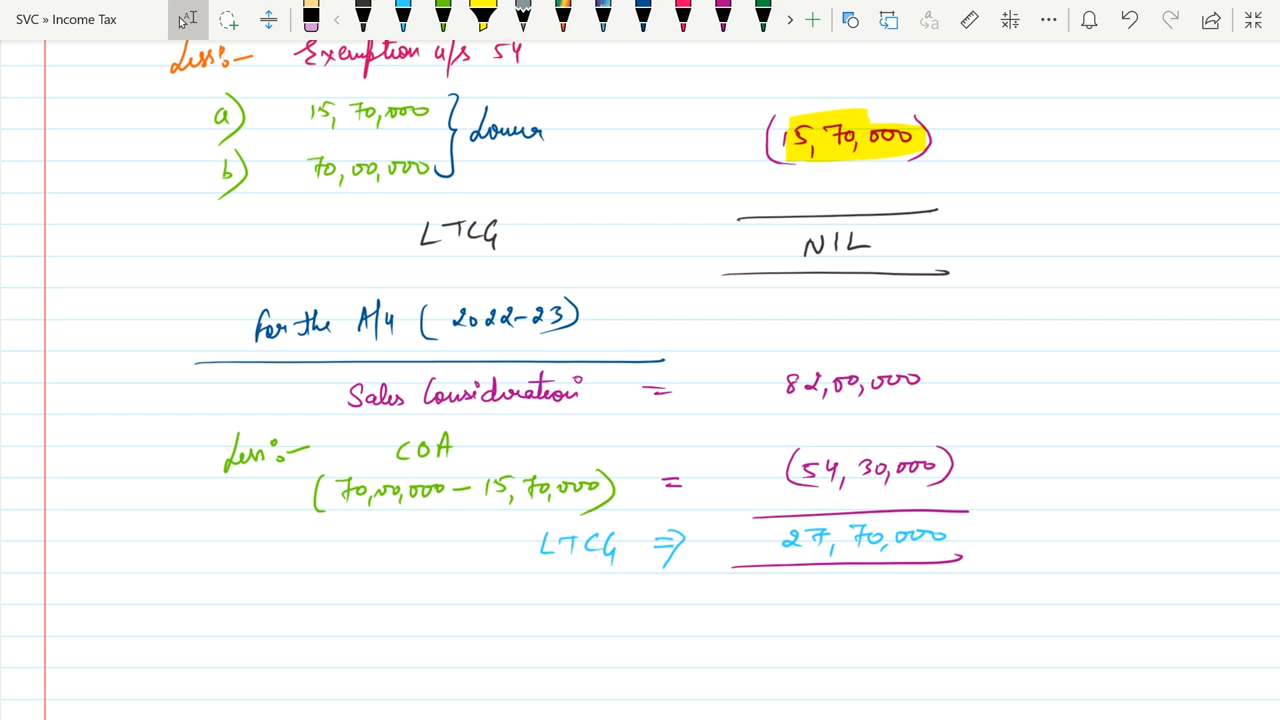 SVC » Income Tax
Less:- Exemption u/s 54
a) 15,70,000
Lower
(15,70,000)
b) 70,00,000
LTCG NIL
For the A/y (2022-23)
Sales Consideration = 82,00,000
Less:- COA
(70,00,000 - 15,70,000) = (54,30,000)
LTCG ⇒ 27,70,000